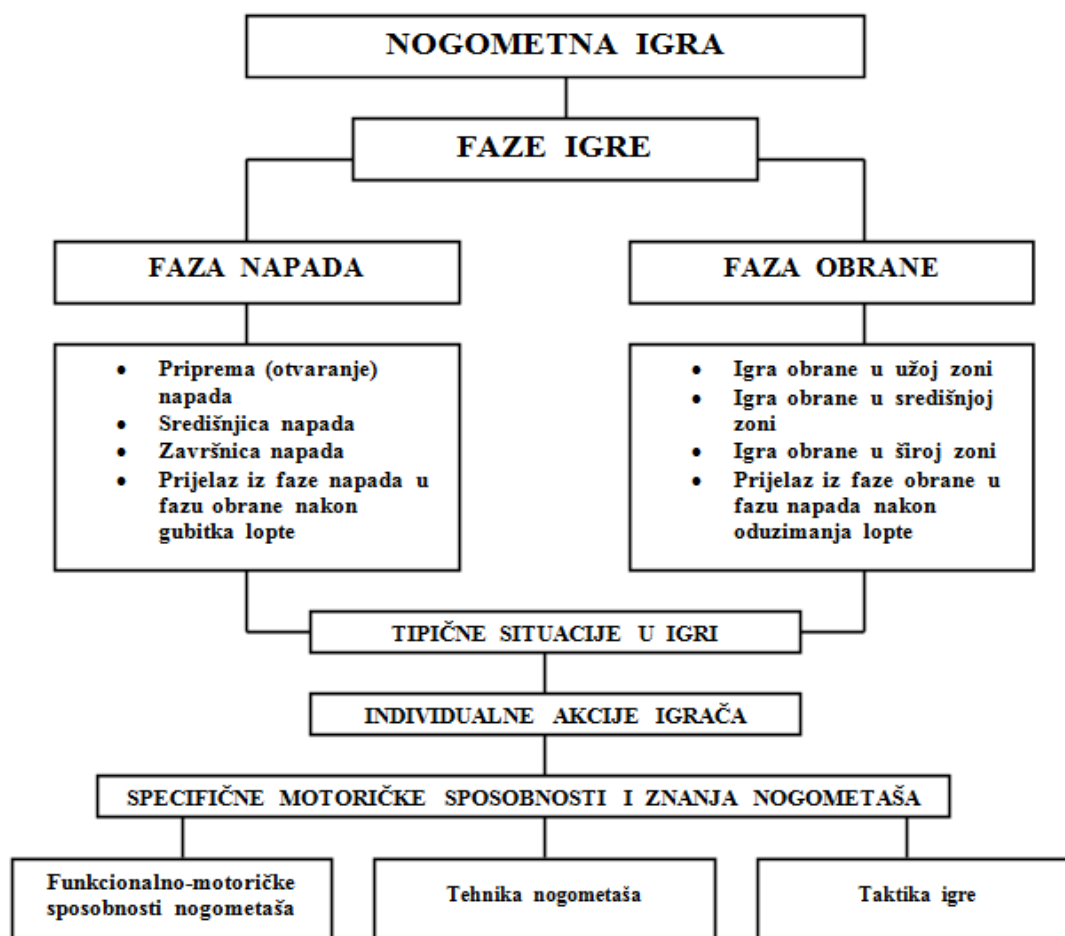 NOGOMETNA IGRA
FAZE IGRE
FAZA NAPADA
FAZA OBRANE
• Priprema (otvaranje)
napada
• Središnjica napada
• Završnica napada
• Prijelaz iz faze napada u
fazu obrane nakon
gubitka lopte
• Igra obrane u užoj zoni
• Igra obrane u središnjoj
zoni
• Igra obrane u široj zoni
• Prijelaz iz faze obrane u
fazu napada nakon
oduzimanja lopte
TIPIČNE SITUACIJE U IGRI
INDIVIDUALNE AKCIJE IGRAČA
SPECIFIČNE MOTORIČKE SPOSOBNOSTI I ZNANJA NOGOMETAŠA
Funkcionalno-motoričke
sposobnosti nogometaša
Tehnika nogometaša
Taktika igre